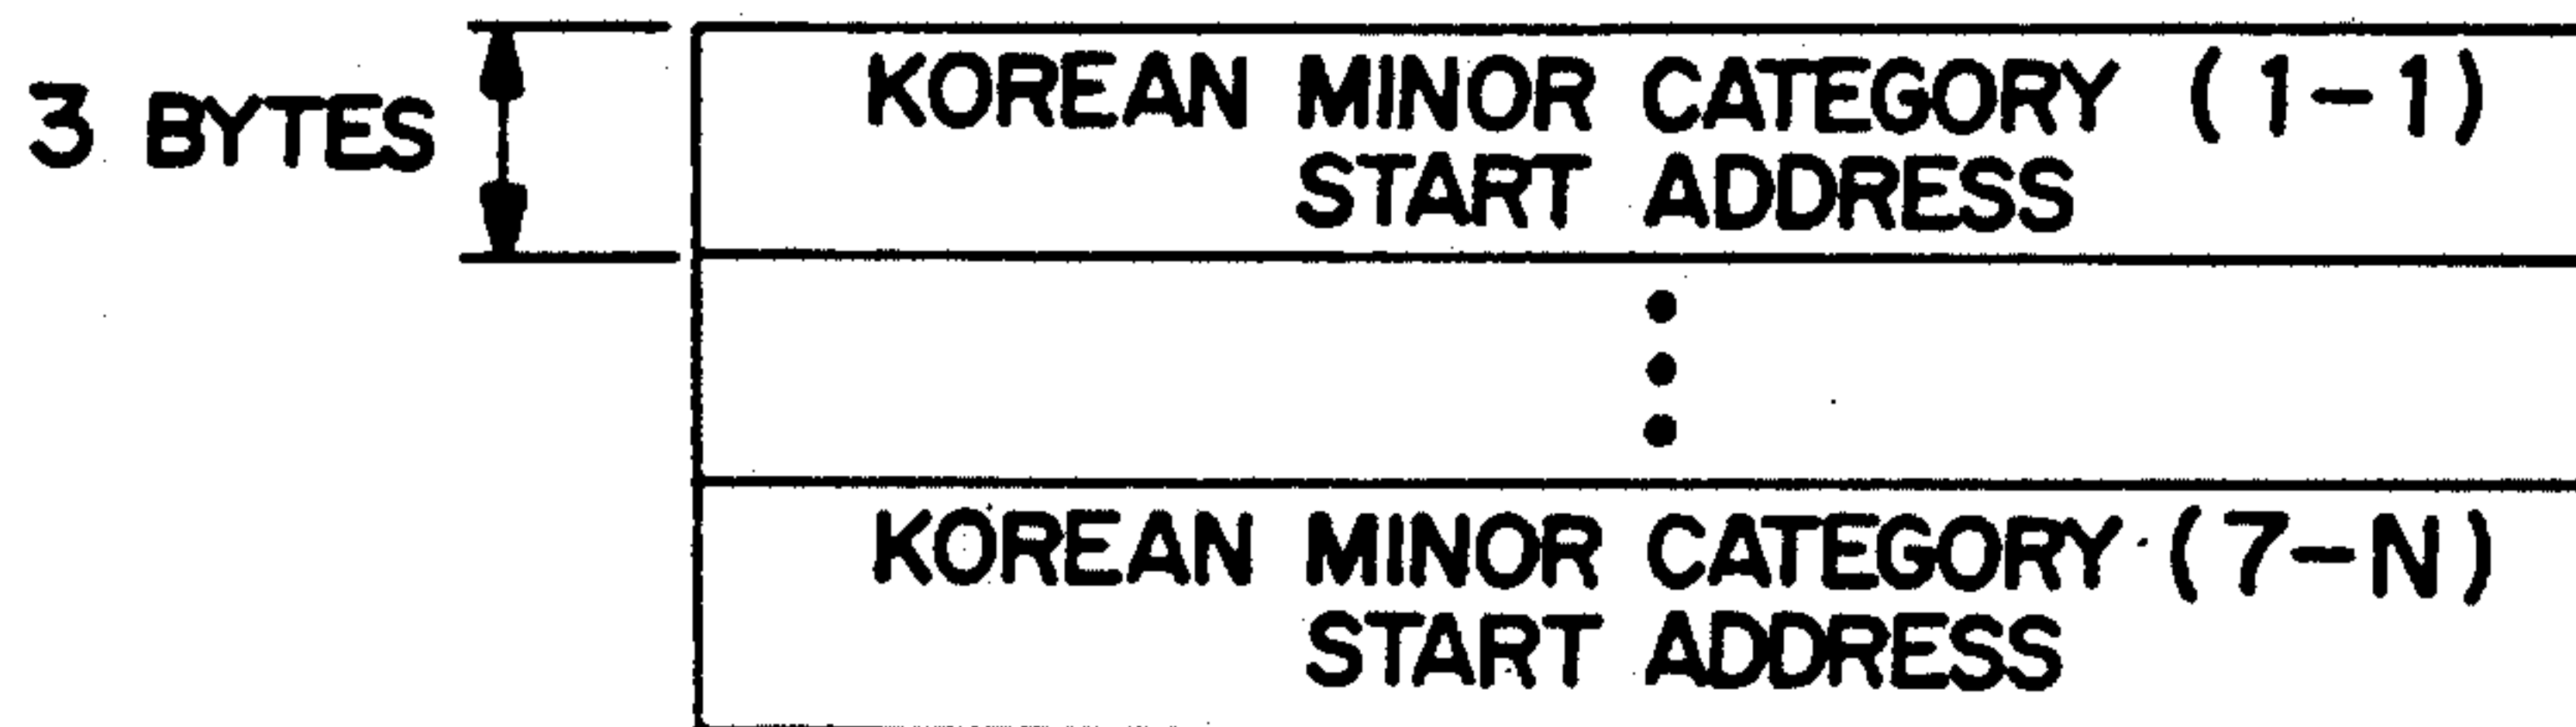 3 BYTES
KOREAN MINOR CATEGORY (1-1)
START ADDRESS
KOREAN MINOR CATEGORY (7-N)
START ADDRESS